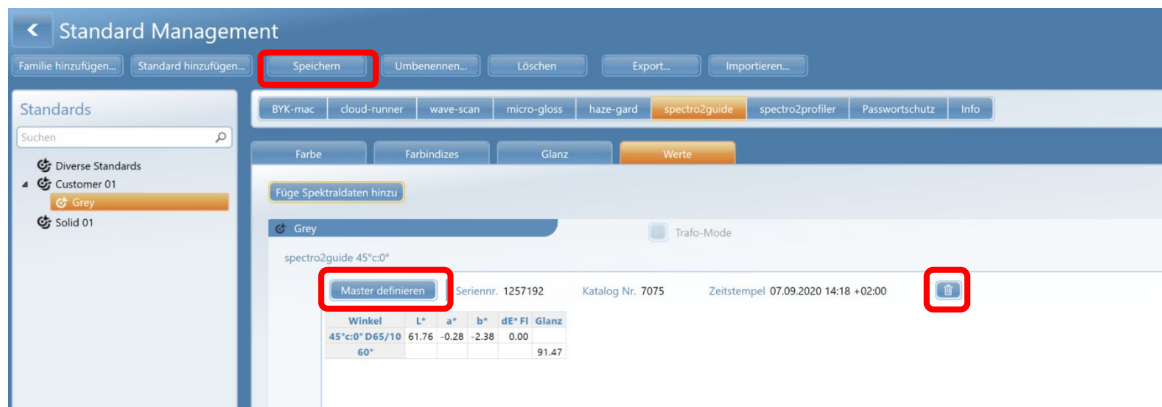 Standard Management
Familie hinzufügen... Standard hinzufügen... Speichern Umbenennen... Löschen Export... Importieren...
Standards
Suchen
Diverse Standards
Customer 01
Grey
Solid 01
BYK-mac cloud-runner wave-scan micro-gloss haze-gard spectro2guide spectro2profiler Passwortschutz Info
Farbe Farbindizes Glanz Werte
Füge Spektraldaten hinzu
Grey Trafo-Mode
spectro2guide 45°c:0°
Master definieren Seriennr. 1257192 Katalog Nr. 7075 Zeitstempel 07.09.2020 14:18 +02:00
Winkel L* a* b* dE* Fl Glanz
45°c:0° D65/10 61.76 -0.28 -2.38 0.00
60° 91.47